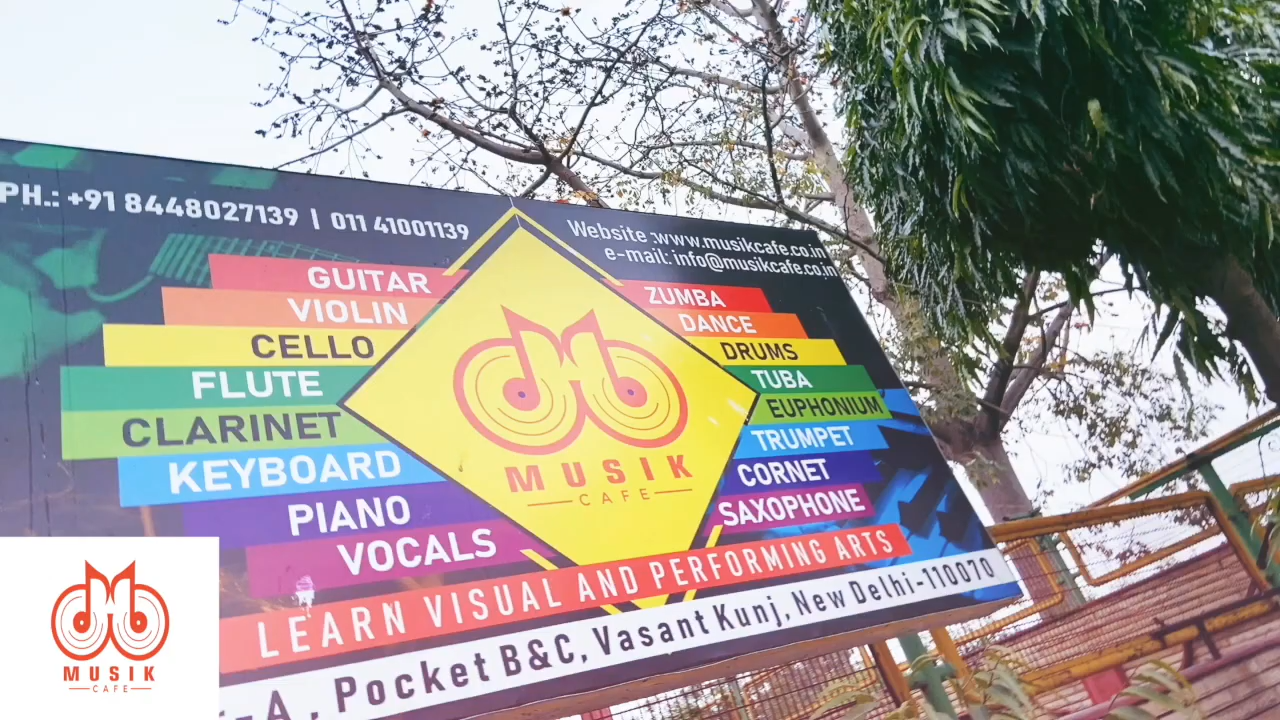 PH.: +91 8448027139 | 011 41001139
Website :www.musikcafe.co.in
e-mail: info@musikcafe.co.in
GUITAR
VIOLIN
CELLO
FLUTE
CLARINET
KEYBOARD
PIANO
VOCALS
MUSIK
CAFE
ZUMBA
DANCE
DRUMS
TUBA
EUPHONIUM
TRUMPET
CORNET
SAXOPHONE
LEARN VISUAL AND PERFORMING ARTS
-A , Pocket B&C, Vasant Kunj, New Delhi-110070
MUSIK
CAFE